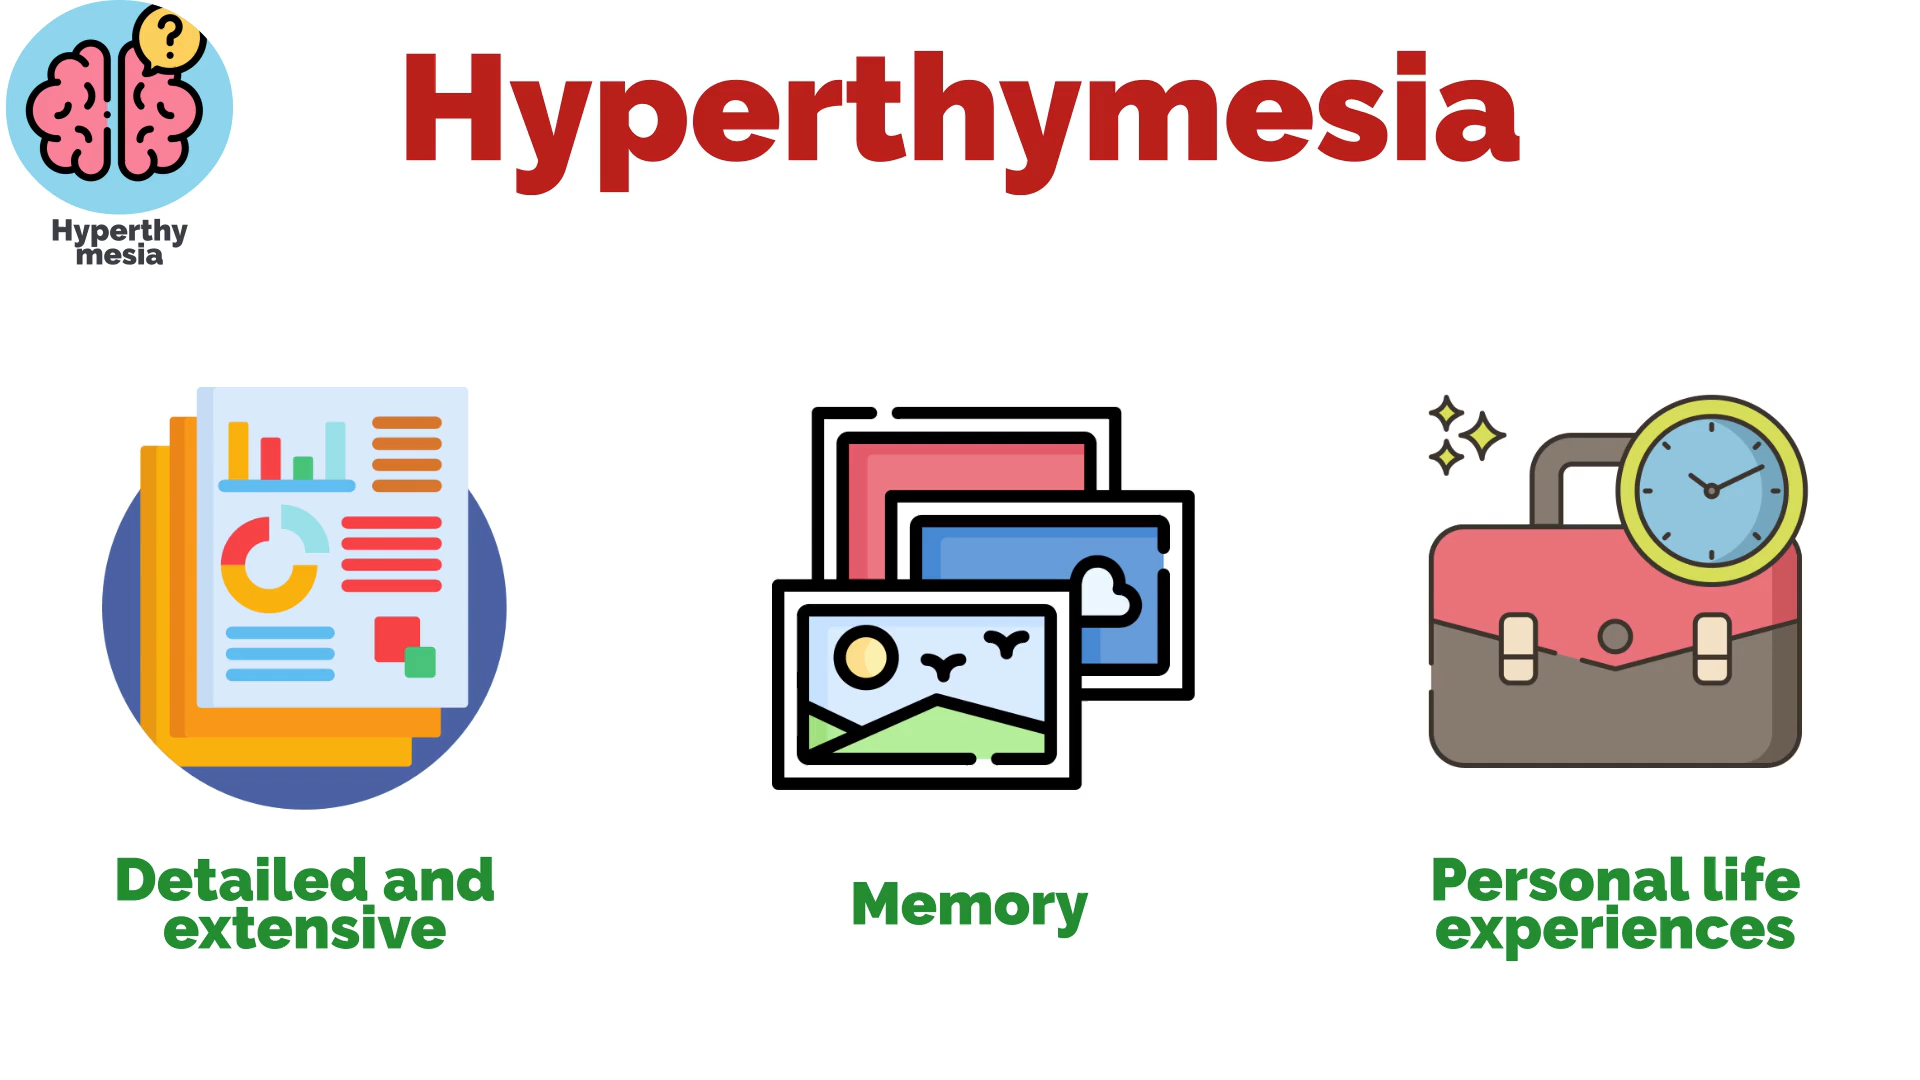 ?
Hyperthy
mesia
Hyperthymesia
Detailed and
extensive
Memory
Personal life
experiences